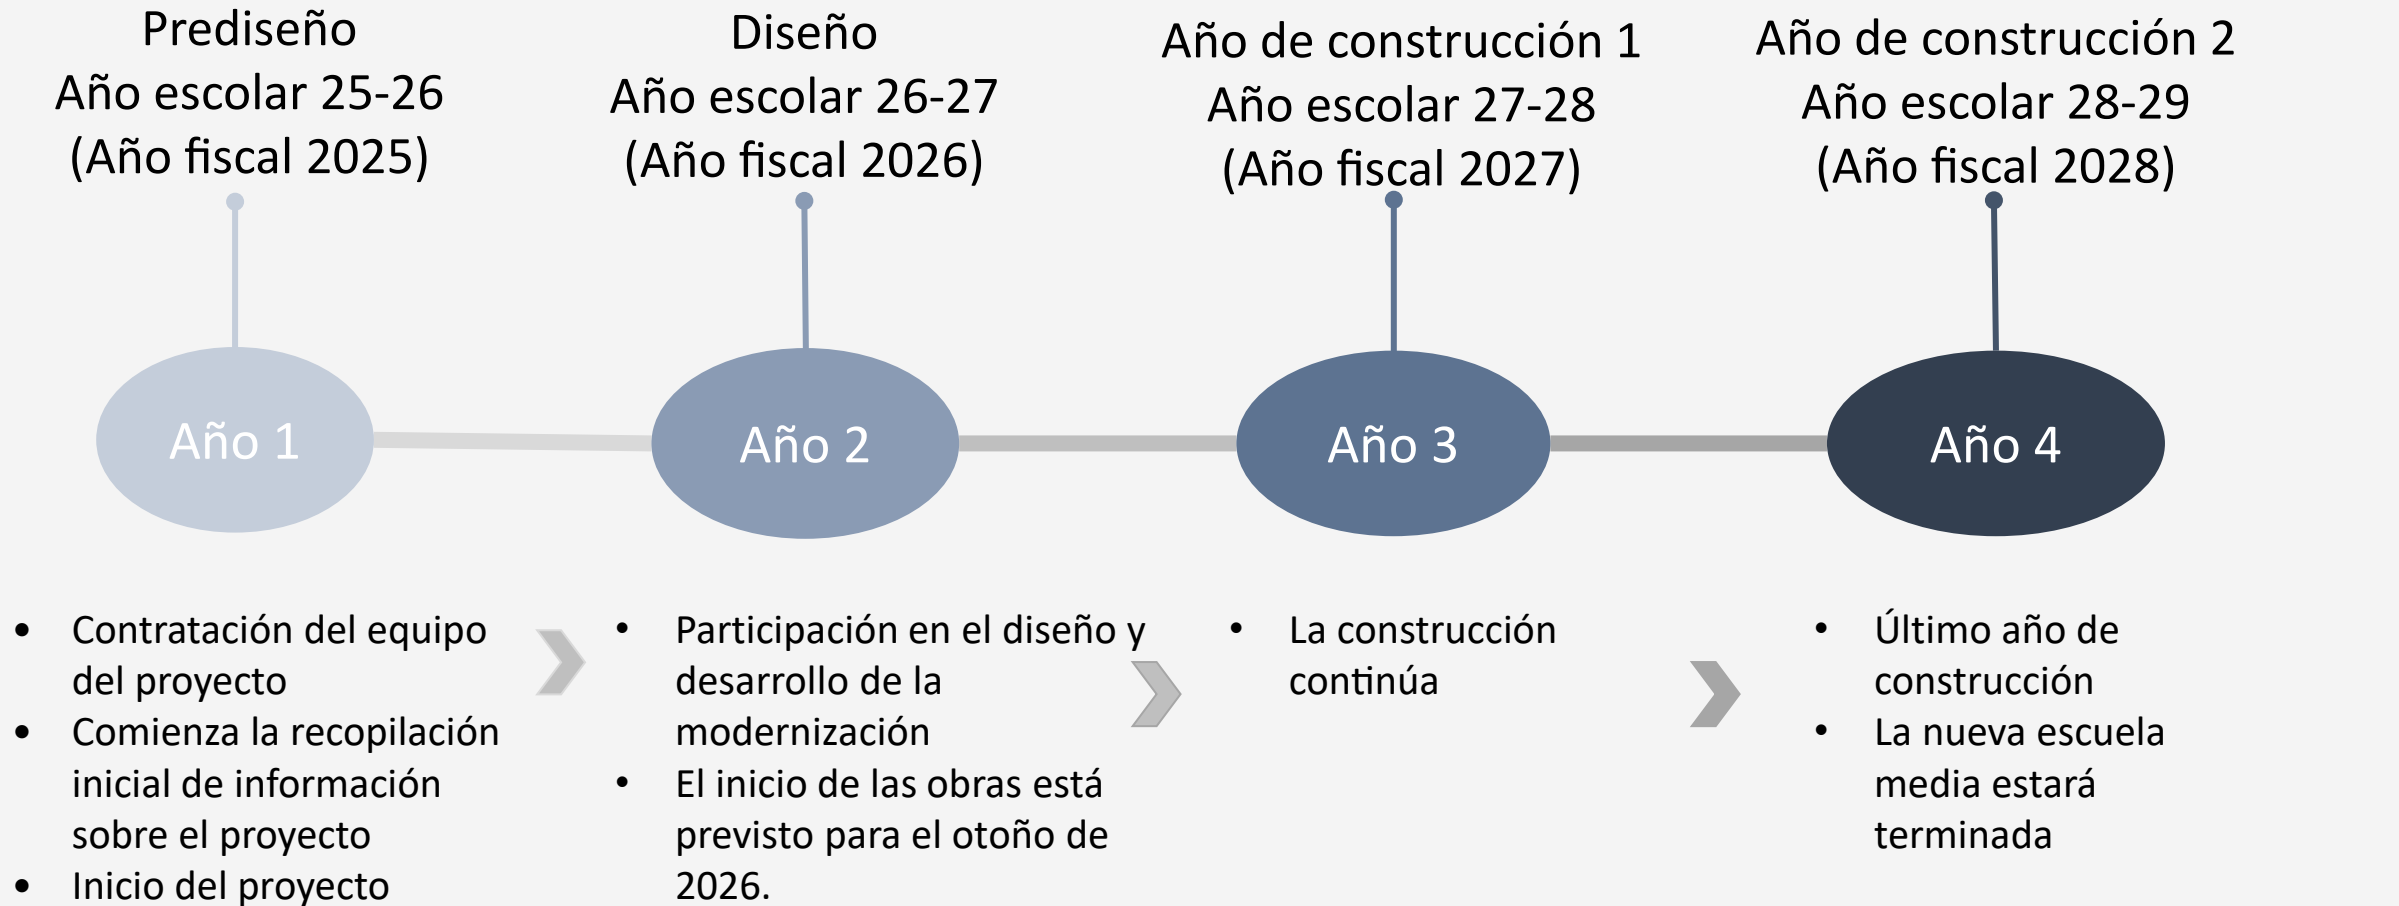 Prediseño
Año escolar 25-26
(Año fiscal 2025)
Diseño
Año escolar 26-27
(Año fiscal 2026)
Año de construcción 1
Año escolar 27-28
(Año fiscal 2027)
Año de construcción 2
Año escolar 28-29
(Año fiscal 2028)
Año 1
Año 2
Año 3
Año 4
• Contratación del equipo
del proyecto
• Comienza la recopilación
inicial de información
sobre el proyecto
• Inicio del proyecto
• Participación en el diseño y
desarrollo de la
modernización
• El inicio de las obras está
previsto para el otoño de
2026.
• La construcción
continúa
• Último año de
construcción
• La nueva escuela
media estará
terminada